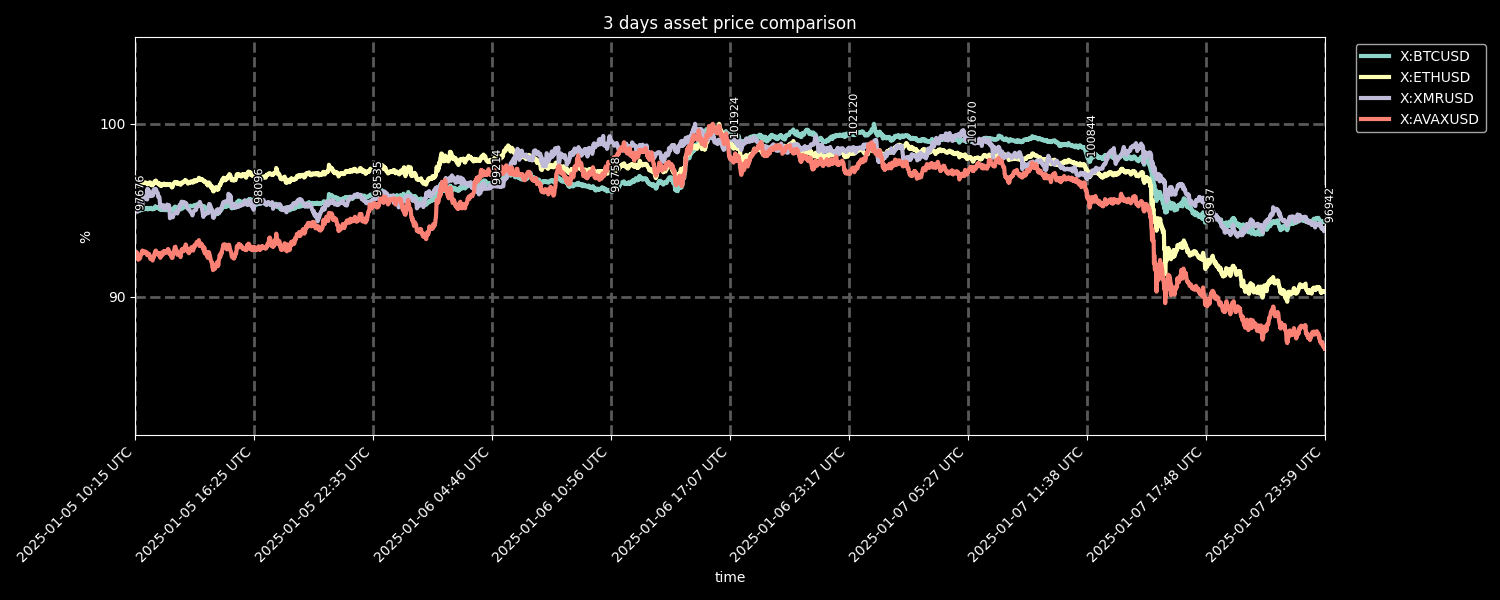 3 days asset price comparison
X:BTCUSD
X:ETHUSD
X:XMRUSD
X:AVAXUSD
%
100
90
97676
98096
98535
99214
98758
101924
102120
101670
100844
96937
96942
2025-01-05 10:15 UTC
2025-01-05 16:25 UTC
2025-01-05 22:35 UTC
2025-01-06 04:46 UTC
2025-01-06 10:56 UTC
2025-01-06 17:07 UTC
2025-01-06 23:17 UTC
2025-01-07 05:27 UTC
2025-01-07 11:38 UTC
2025-01-07 17:48 UTC
2025-01-07 23:59 UTC
time